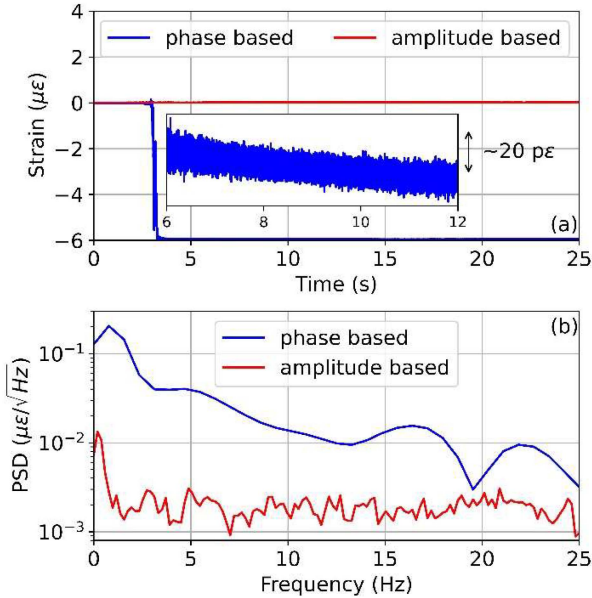 4
phase based
amplitude based
2
0
−2
−4
−6
Strain (με)
~20 pε
6
8
10
12
(a)
0
5
10
15
20
25
Time (s)
(b)
phase based
amplitude based
10⁻¹
10⁻²
10⁻³
PSD (με/√Hz)
0
5
10
15
20
25
Frequency (Hz)